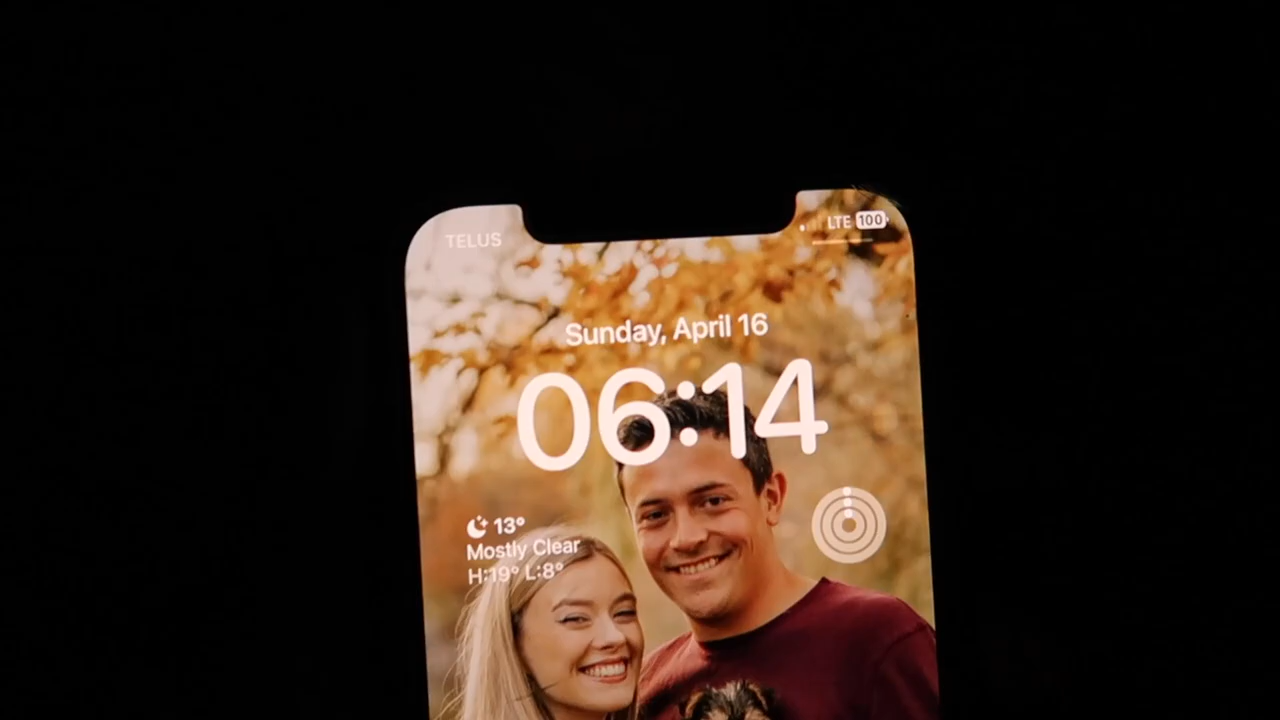 TELUS
LTE 100
Sunday, April 16
06:14
13°
Mostly Clear
H:19° L:8°